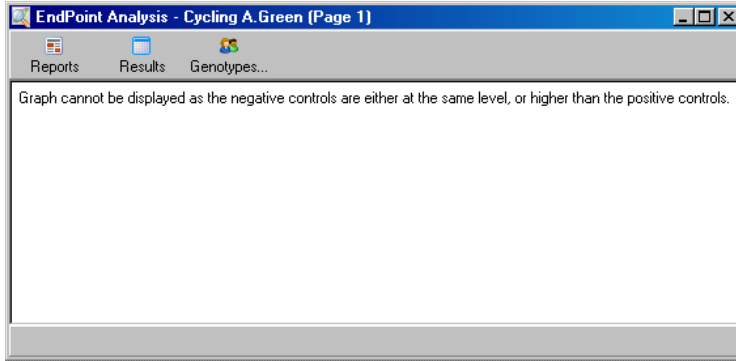 EndPoint Analysis - Cycling A.Green (Page 1)
Reports Results Genotypes...
Graph cannot be displayed as the negative controls are either at the same level, or higher than the positive controls.